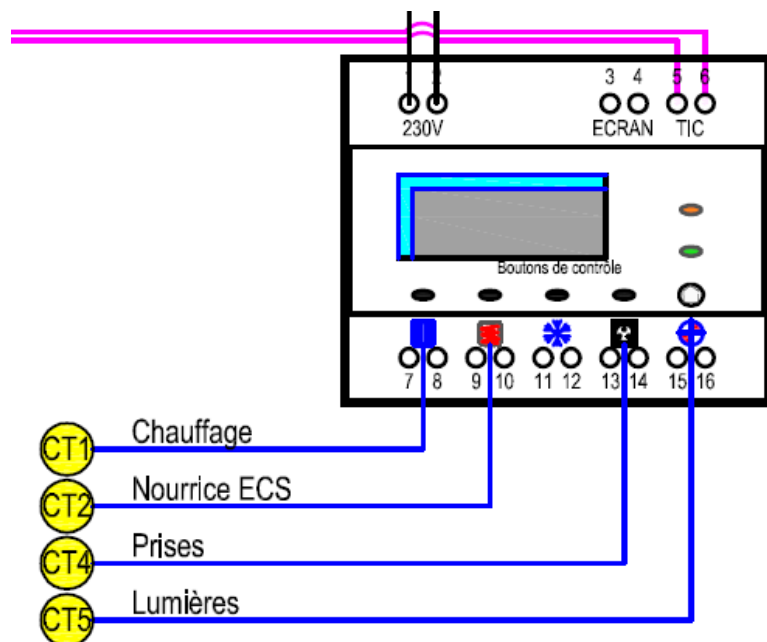 1 2 3 4 5 6
230V ECRAN TIC
Boutons de contrôle
7 8 9 10 11 12 13 14 15 16
CT1 Chauffage
CT2 Nourrice ECS
CT4 Prises
CT5 Lumières